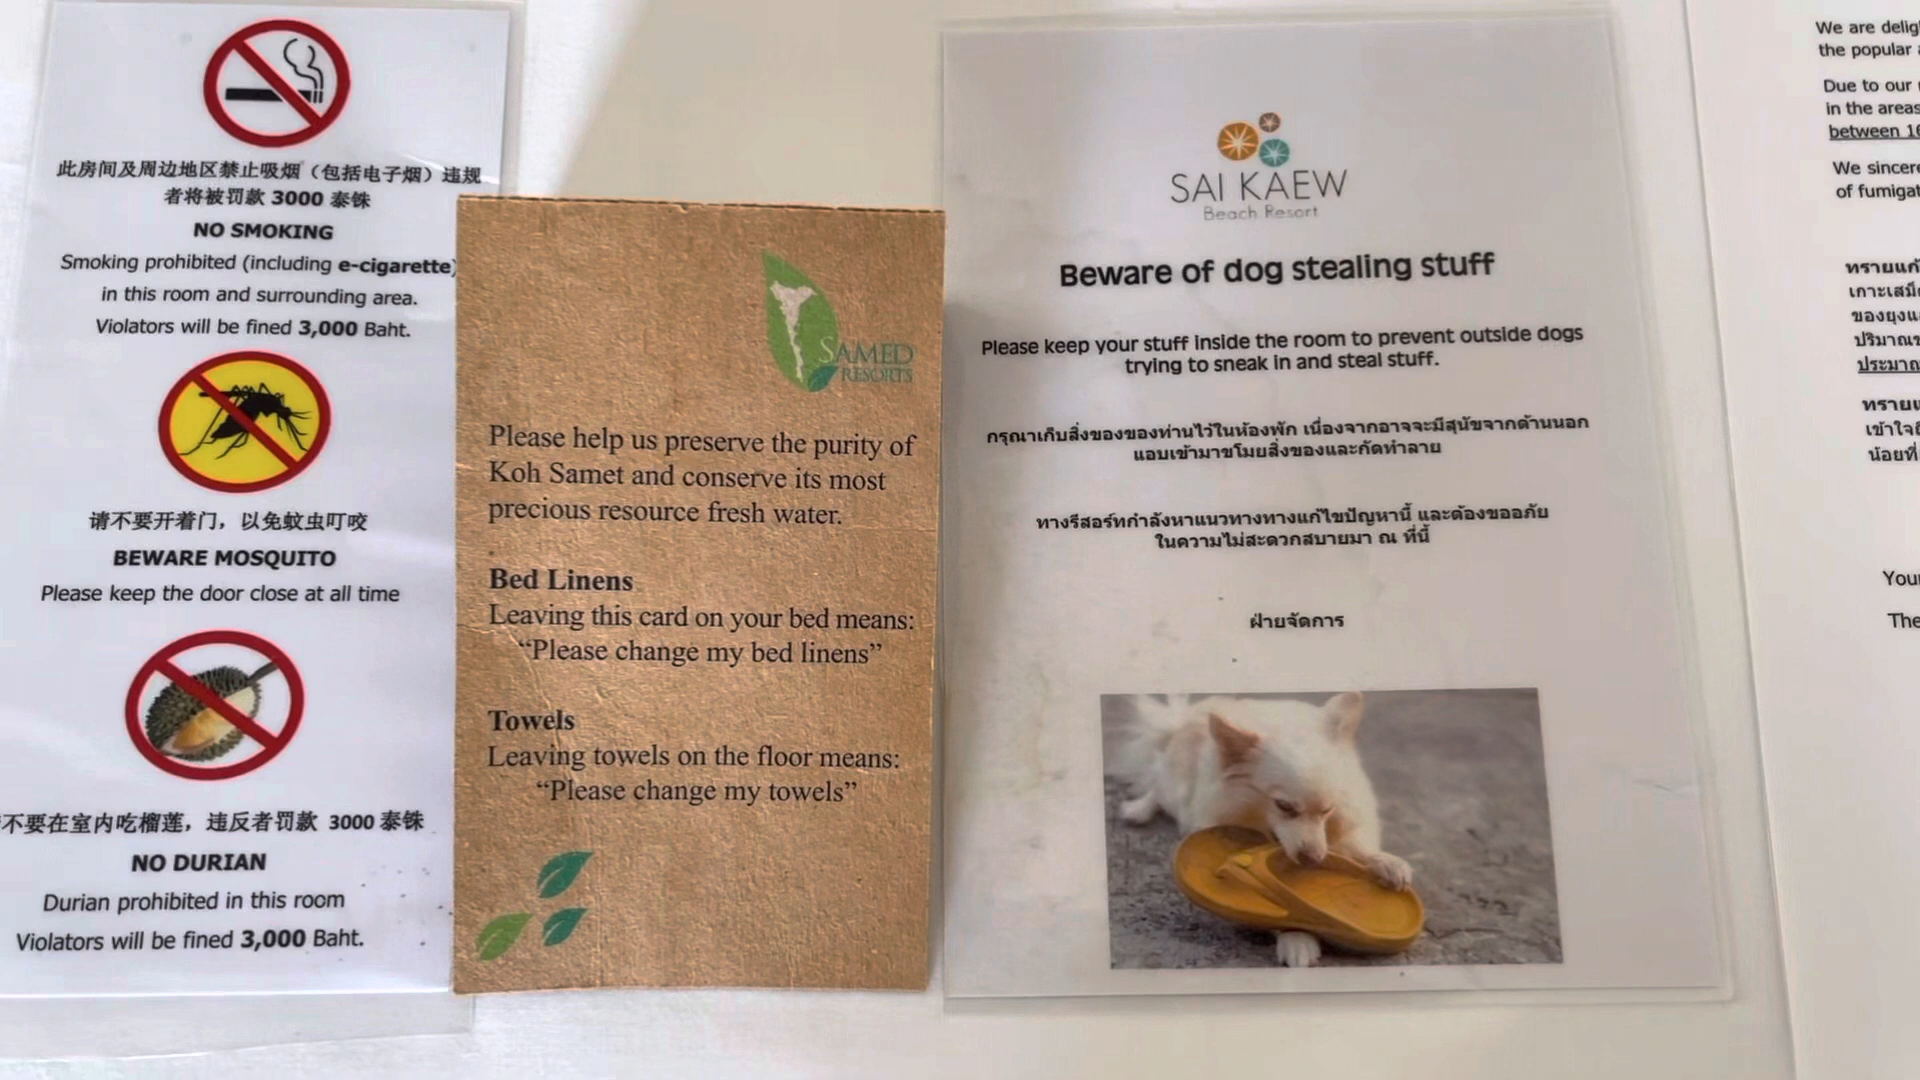 此房间及周边地区禁止吸烟（包括电子烟）违规
者将被罚款 3000 泰铢
NO SMOKING
Smoking prohibited (including e-cigarette)
in this room and surrounding area.
Violators will be fined 3,000 Baht.
请不要开着门，以免蚊虫叮咬
BEWARE MOSQUITO
Please keep the door close at all time
不要在室内吃榴莲，违反者罚款 3000 泰铢
NO DURIAN
Durian prohibited in this room
Violators will be fined 3,000 Baht.
SAMED
RESORTS
Please help us preserve the purity of
Koh Samet and conserve its most
precious resource fresh water.
Bed Linens
Leaving this card on your bed means:
“Please change my bed linens”
Towels
Leaving towels on the floor means:
“Please change my towels”
SAI KAEW
Beach Resort
Beware of dog stealing stuff
Please keep your stuff inside the room to prevent outside dogs
trying to sneak in and steal stuff.
กรุณาเก็บสิ่งของของท่านไว้ในห้องพัก เนื่องจากอาจจะมีสุนัขจากด้านนอก
แอบเข้ามาขโมยสิ่งของและกัดทำลาย
ทางรีสอร์ทกำลังหาแนวทางทางแก้ไขปัญหานี้ และต้องขออภัย
ในความไม่สะดวกสบายมา ณ ที่นี้
ฝ่ายจัดการ
We are
the popular
Due to our
in the areas
between
We
of